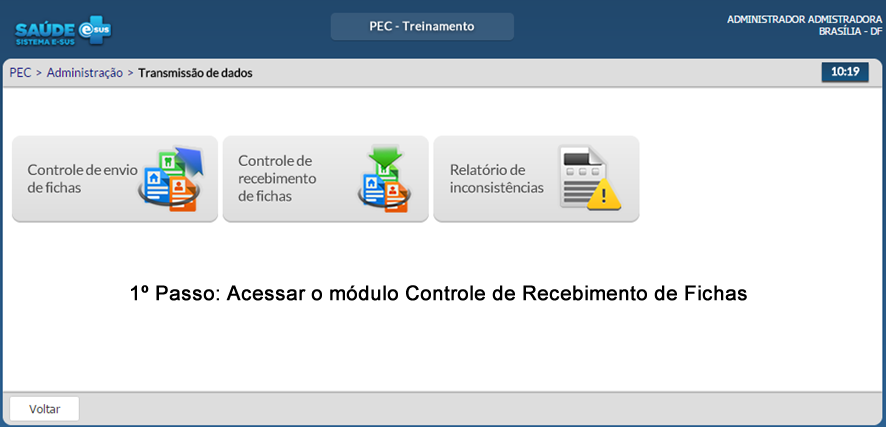 SAÚDE e-SUS
SISTEMA E-SUS
PEC - Treinamento
ADMINISTRADOR ADMISTRADORA
BRASÍLIA - DF
PEC > Administração > Transmissão de dados
10:19
Controle de envio
de fichas
Controle de
recebimento
de fichas
Relatório de
inconsistências
1º Passo: Acessar o módulo Controle de Recebimento de Fichas
Voltar